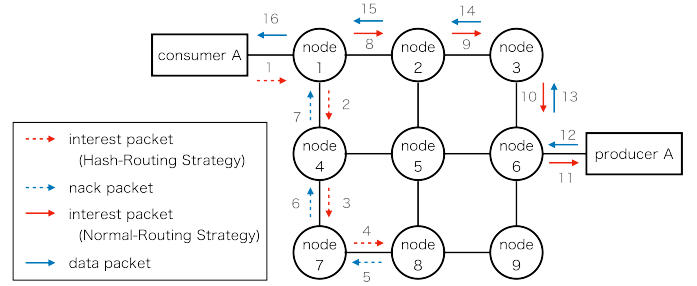 16
15
14
consumer A
node
1
node
2
node
3
1
8
9
7
2
10
13
12
node
4
node
5
node
6
producer A
11
interest packet
(Hash-Routing Strategy)
nack packet
interest packet
(Normal-Routing Strategy)
data packet
6
3
4
node
7
node
8
node
9
5